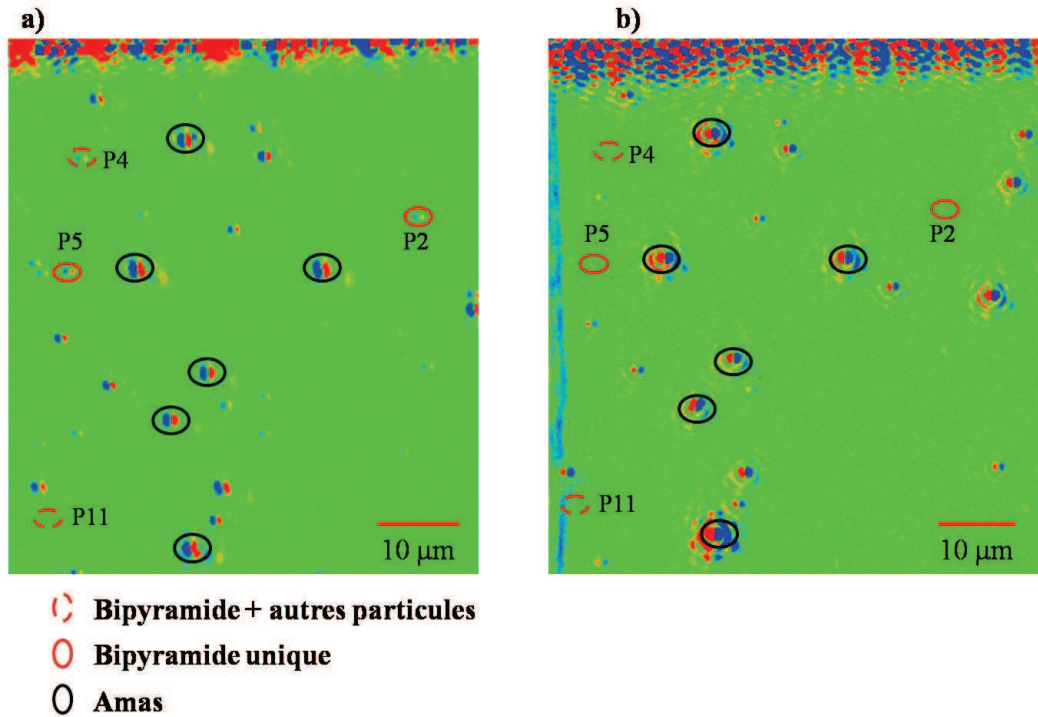 a)
b)
P4
P4
P5
P2
P5
P2
P11
P11
10 μm
10 μm
Bipyramide + autres particules
Bipyramide unique
Amas